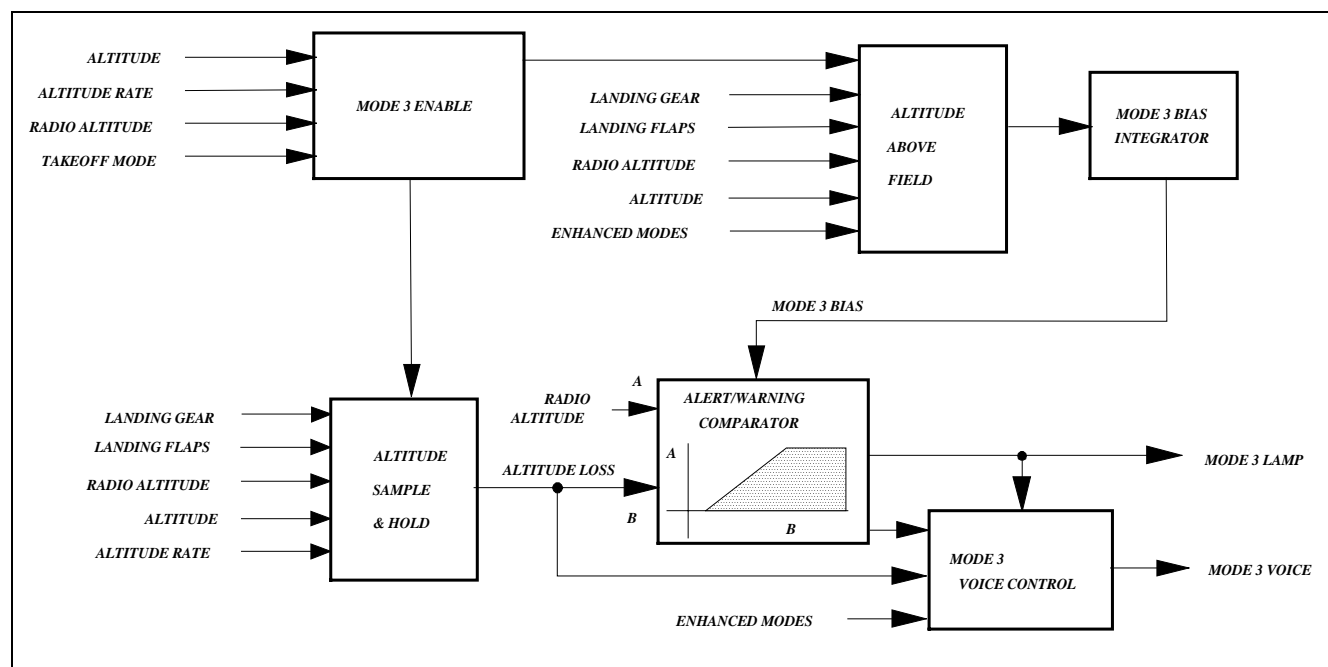 ALTITUDE
ALTITUDE RATE
RADIO ALTITUDE
TAKEOFF MODE
MODE 3 ENABLE
LANDING GEAR
LANDING FLAPS
RADIO ALTITUDE
ALTITUDE
ENHANCED MODES
ALTITUDE
ABOVE
FIELD
MODE 3 BIAS
INTEGRATOR
MODE 3 BIAS
LANDING GEAR
LANDING FLAPS
RADIO ALTITUDE
ALTITUDE
ALTITUDE RATE
ALTITUDE
SAMPLE
& HOLD
RADIO
ALTITUDE
A
ALTITUDE LOSS
B
ALERT/WARNING
COMPARATOR
A
B
MODE 3 LAMP
MODE 3
VOICE CONTROL
MODE 3 VOICE
ENHANCED MODES